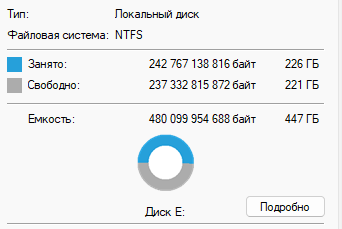 Тип: Локальный диск
Файловая система: NTFS
Занято: 242 767 138 816 байт 226 ГБ
Свободно: 237 332 815 872 байт 221 ГБ
Емкость: 480 099 954 688 байт 447 ГБ
Диск E:
Подробно